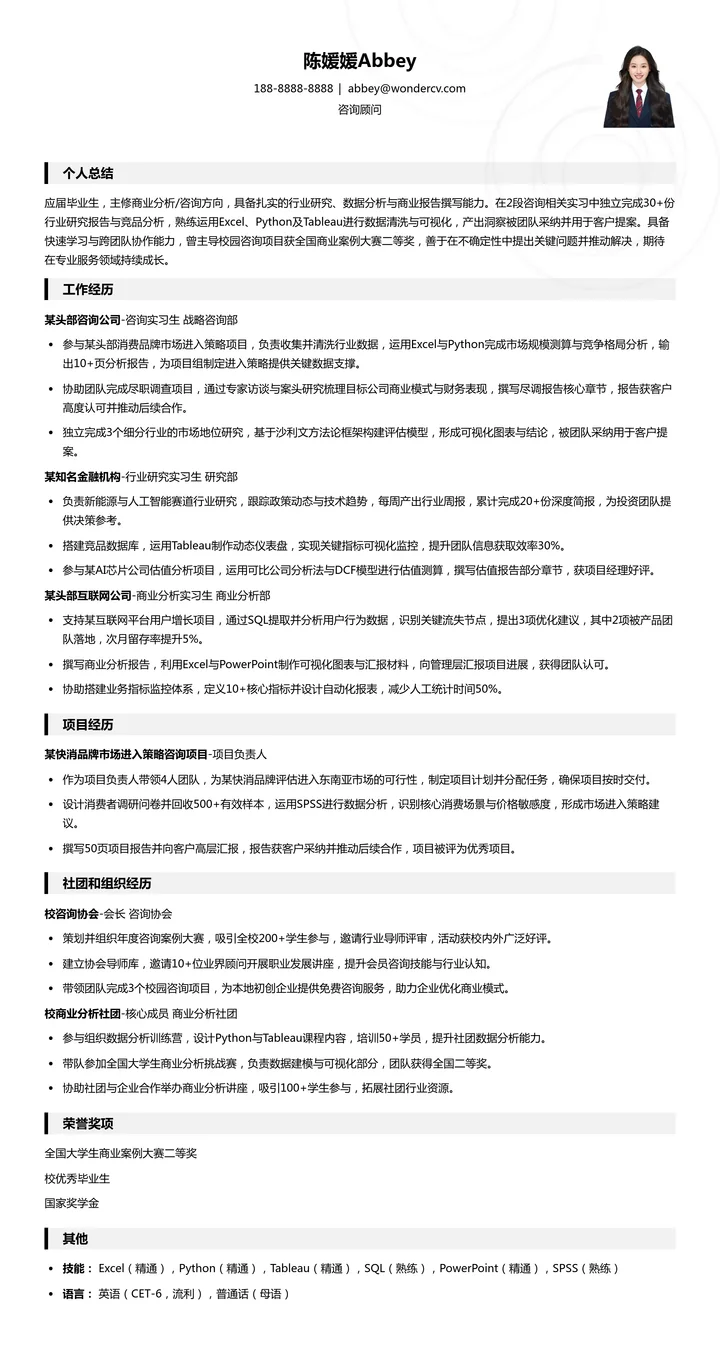 陈媛媛Abbey
188-8888-8888 | abbey@wondercv.com
咨询顾问
个人总结
应届毕业生，主修商业分析/咨询方向，具备扎实的行业研究、数据分析与商业报告撰写能力。在2段咨询相关实习中独立完成30+份
行业研究报告与竞品分析，熟练运用Excel、Python及Tableau进行数据清洗与可视化，产出洞察被团队采纳并用于客户提案。具备
快速学习与跨团队协作能力，曾主导校园咨询项目获全国商业案例大赛二等奖，善于在不确定性中提出关键问题并推动解决，期待
在专业服务领域持续成长。
工作经历
某头部咨询公司-咨询实习生 战略咨询部
• 参与某头部消费品牌市场进入策略项目，负责收集并清洗行业数据，运用Excel与Python完成市场规模测算与竞争格局分析，输
出10+页分析报告，为项目组制定进入策略提供关键数据支撑。
• 协助团队完成尽职调查项目，通过专家访谈与案头研究梳理目标公司商业模式与财务表现，撰写尽调报告核心章节，报告获客户
高度认可并推动后续合作。
• 独立完成3个细分行业的市场地位研究，基于沙利文方法论框架构建评估模型，形成可视化图表与结论，被团队采纳用于客户提
案。
某知名金融机构-行业研究实习生 研究部
• 负责新能源与人工智能赛道行业研究，跟踪政策动态与技术趋势，每周产出行业周报，累计完成20+份深度简报，为投资团队提
供决策参考。
• 搭建竞品数据库，运用Tableau制作动态仪表盘，实现关键指标可视化监控，提升团队信息获取效率30%。
• 参与某AI芯片公司估值分析项目，运用可比公司分析法与DCF模型进行估值测算，撰写估值报告部分章节，获项目经理好评。
某头部互联网公司-商业分析实习生 商业分析部
• 支持某互联网平台用户增长项目，通过SQL提取并分析用户行为数据，识别关键流失节点，提出3项优化建议，其中2项被产品团
队落地，次月留存率提升5%。
• 撰写商业分析报告，利用Excel与PowerPoint制作可视化图表与汇报材料，向管理层汇报项目进展，获得团队认可。
• 协助搭建业务指标监控体系，定义10+核心指标并设计自动化报表，减少人工统计时间50%。
项目经历
某快消品牌市场进入策略咨询项目-项目负责人
• 作为项目负责人带领4人团队，为某快消品牌评估进入东南亚市场的可行性，制定项目计划并分配任务，确保项目按时交付。
• 设计消费者调研问卷并回收500+有效样本，运用SPSS进行数据分析，识别核心消费场景与价格敏感度，形成市场进入策略建
议。
• 撰写50页项目报告并向客户高层汇报，报告获客户采纳并推动后续合作，项目被评为优秀项目。
社团和组织经历
校咨询协会-会长 咨询协会
• 策划并组织年度咨询案例大赛，吸引全校200+学生参与，邀请行业导师评审，活动获校内外广泛好评。
• 建立协会导师库，邀请10+位业界顾问开展职业发展讲座，提升会员咨询技能与行业认知。
• 带领团队完成3个校园咨询项目，为本地初创企业提供免费咨询服务，助力企业优化商业模式。
校商业分析社团-核心成员 商业分析社团
• 参与组织数据分析训练营，设计Python与Tableau课程内容，培训50+学员，提升社团数据分析能力。
• 带队参加全国大学生商业分析挑战赛，负责数据建模与可视化部分，团队获得全国二等奖。
• 协助社团与企业合作举办商业分析讲座，吸引100+学生参与，拓展社团行业资源。
荣誉奖项
全国大学生商业案例大赛二等奖
校优秀毕业生
国家奖学金
其他
• 技能： Excel（精通），Python（精通），Tableau（精通），SQL（熟练），PowerPoint（精通），SPSS（熟练）
• 语言： 英语（CET-6，流利），普通话（母语）